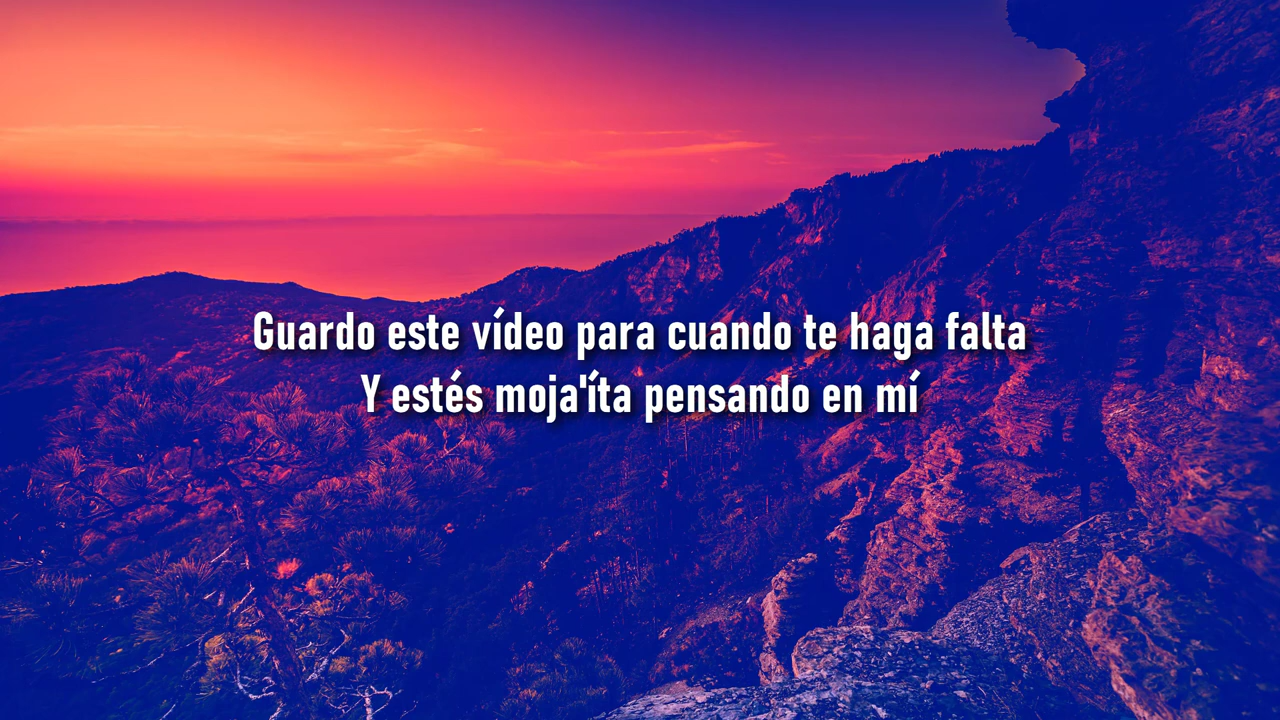 Guardo este vídeo para cuando te haga falta
Y estés moja'íta pensando en mí